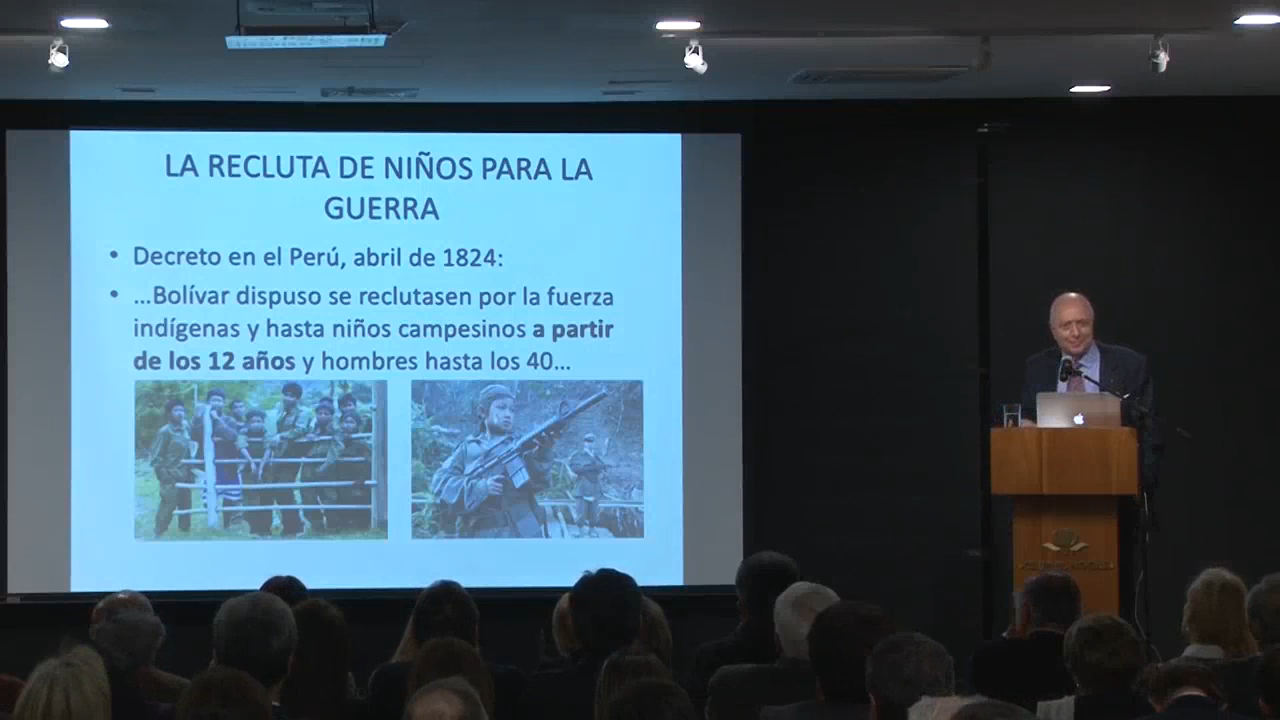 LA RECLUTA DE NIÑOS PARA LA
GUERRA
• Decreto en el Perú, abril de 1824:
• …Bolívar dispuso se reclutasen por la fuerza
indígenas y hasta niños campesinos a partir
de los 12 años y hombres hasta los 40…